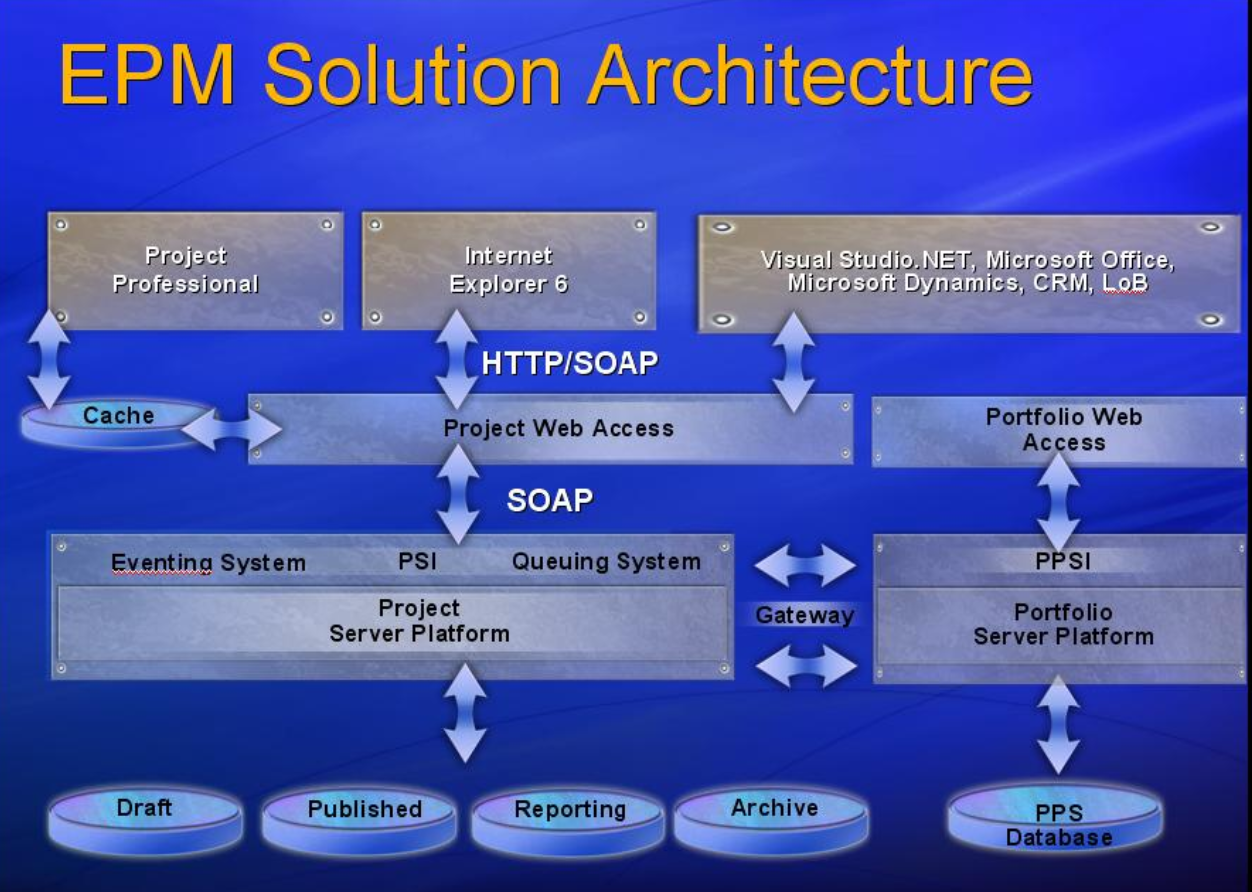 EPM Solution Architecture
Project
Professional
Internet
Explorer 6
Visual Studio.NET, Microsoft Office,
Microsoft Dynamics, CRM, LoB
HTTP/SOAP
Cache
Project Web Access
Portfolio Web
Access
SOAP
Eventing System
PSI
Queuing System
PPSI
Project
Server Platform
Gateway
Portfolio
Server Platform
Draft
Published
Reporting
Archive
PPS
Database